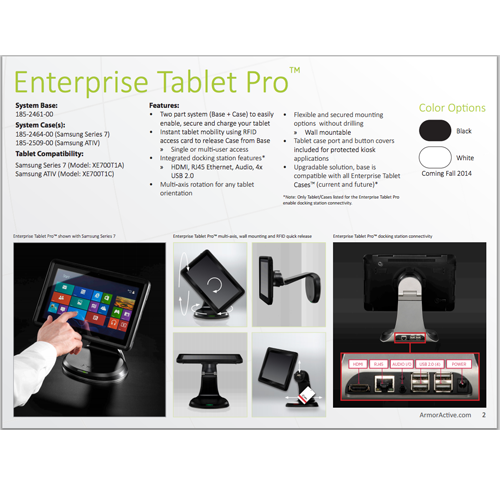 Enterprise Tablet Pro™
System Base:
185-2461-00
System Case(s):
185-2464-00 (Samsung Series 7)
185-2509-00 (Samsung ATIV)
Tablet Compatibility:
Samsung Series 7 (Model: XE700T1A)
Samsung ATIV (Model: XE700T1C)
Features:
• Two part system (Base + Case) to easily
enable, secure and charge your tablet
• Instant tablet mobility using RFID
access card to release Case from Base
» Single or multi-user access
• Integrated docking station features*
» HDMI, RJ45 Ethernet, Audio, 4x
USB 2.0
• Multi-axis rotation for any tablet
orientation
• Flexible and secured mounting
options without drilling
» Wall mountable
• Tablet case port and button covers
included for protected kiosk
applications
• Upgradable solution, base is
compatible with all Enterprise Tablet
Cases™ (current and future)*
*Note: Only Tablet/Cases listed for the Enterprise Tablet Pro
enable docking station connectivity
Color Options
Black
White
Coming Fall 2014
Enterprise Tablet Pro™ shown with Samsung Series 7
Enterprise Tablet Pro™ multi-axis, wall mounting and RFID quick release
Enterprise Tablet Pro™ docking station connectivity
HDMI RJ45 AUDIO I/O USB 2.0 (4) POWER
ArmorActive.com 2